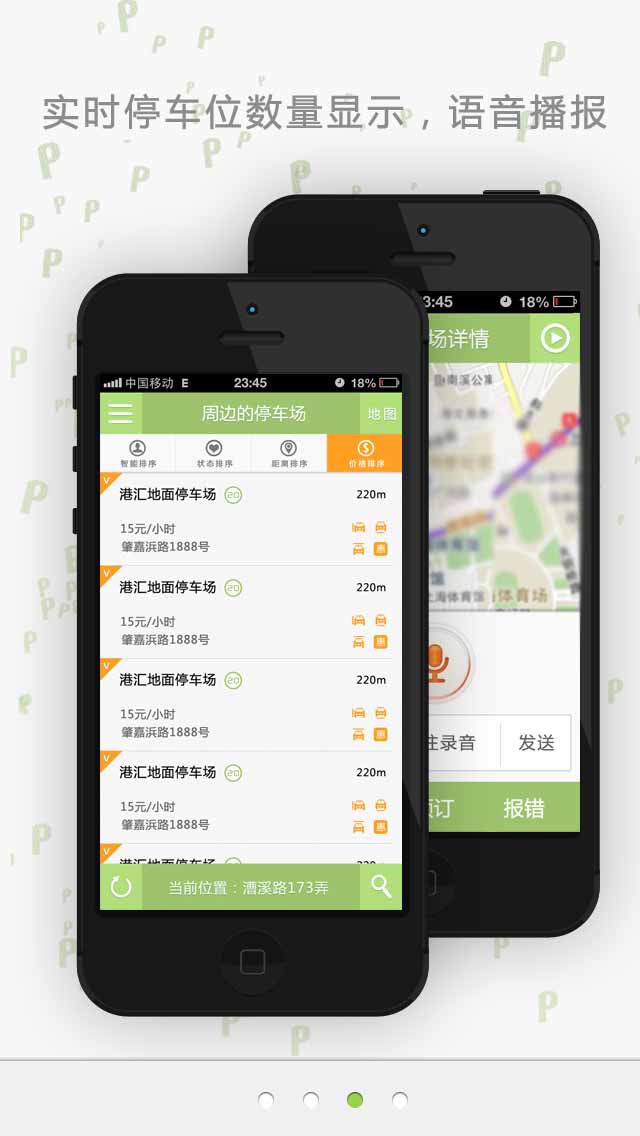 实时停车位数量显示，语音播报
23:45 18%
场详情
南溪公寓
上海体育馆 体育场
住录音 发送
预订 报错
中国移动 E 23:45 18%
周边的停车场 地图
智能排序 状态排序 距离排序 价格排序
V
港汇地面停车场 20 220m
15元/小时
肇嘉浜路1888号
惠
V
港汇地面停车场 20 220m
15元/小时
肇嘉浜路1888号
惠
V
港汇地面停车场 20 220m
15元/小时
肇嘉浜路1888号
惠
V
港汇地面停车场 20 220m
15元/小时
肇嘉浜路1888号
惠
V
港汇地面停车场 20 220m
当前位置：漕溪路173弄